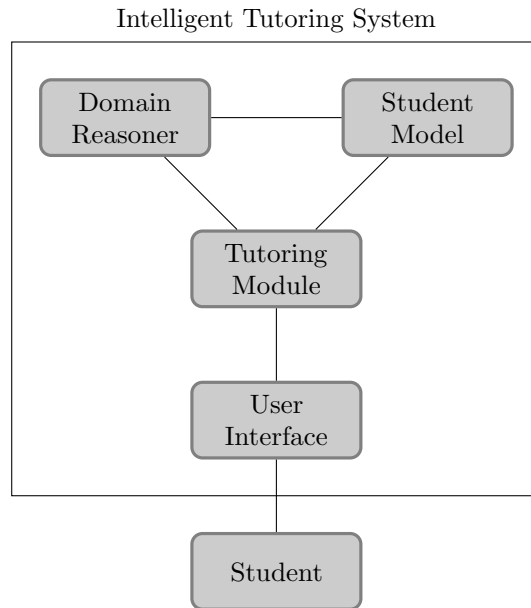 Intelligent Tutoring System
Domain
Reasoner
Student
Model
Tutoring
Module
User
Interface
Student